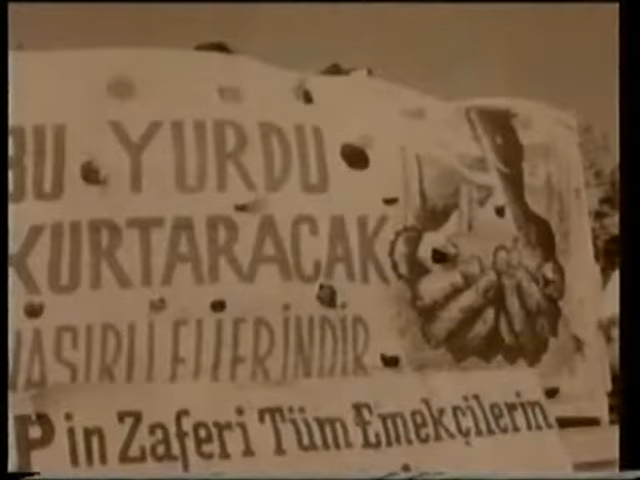 BU YURDU
KURTARACAK
NASIRLI ELLERİNDİR
P in Zaferi Tüm Emekçilerin